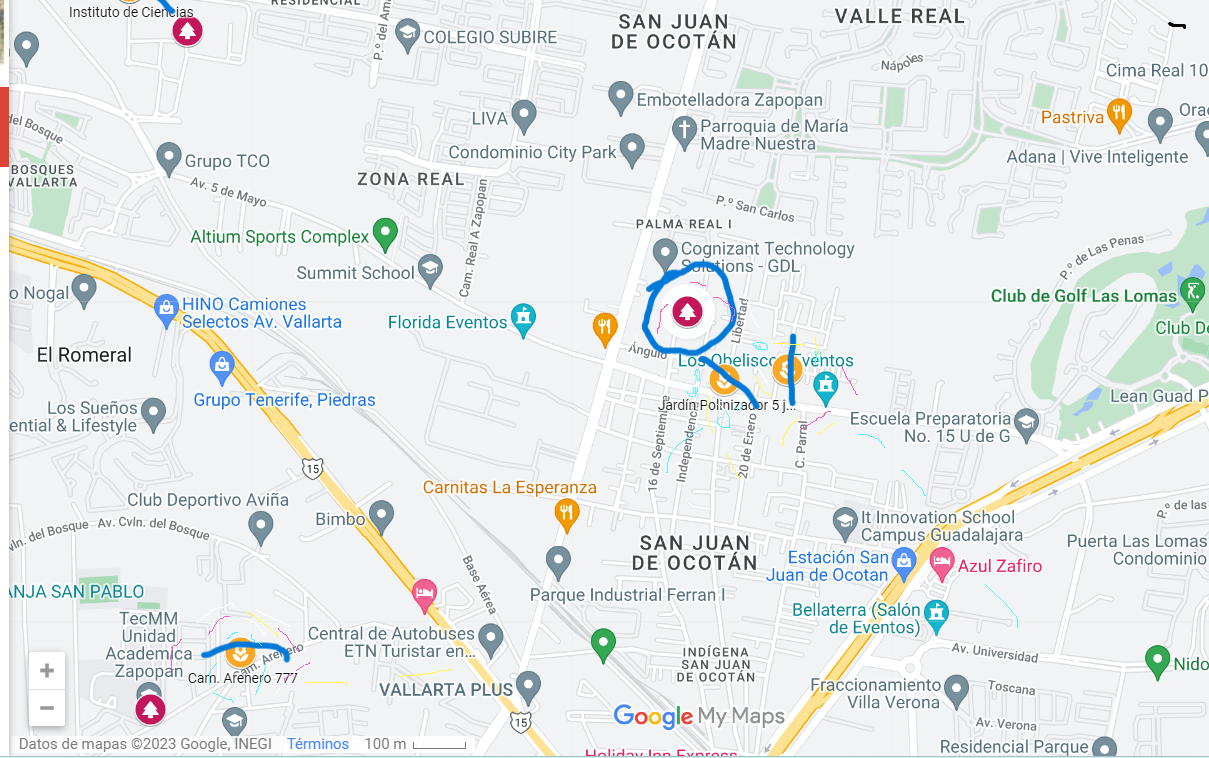 RESIDENCIAL
Instituto de Ciencias
P.º del
COLEGIO SUBIRE
SAN JUAN
DE OCOTÁN
VALLE REAL
Nápoles
Cima Real 10
Embotelladora Zapopan
Pastriva
LIVA
Parroquia de María
Madre Nuestra
del Bosque
Condominio City Park
Adana | Vive Inteligente
Grupo TCO
BOSQUES
VALLARTA
ZONA REAL
Av. 5 de Mayo
Cam. Real A Zapopan
P.º San Carlos
PALMA REAL I
Altium Sports Complex
Cognizant Technology
Solutions - GDL
P.º de Las Penas
Summit School
o Nogal
Club de Golf Las Lomas
HINO Camiones
Selectos Av. Vallarta
Libertad
Florida Eventos
Club De
El Romeral
Ángulo
Los Obeliscos Eventos
Grupo Tenerife, Piedras
Jardín Polinizador 5 j...
Lean Guad P
Los Sueños
ential & Lifestyle
Escuela Preparatoria
No. 15 U de G
16 de Septiembre
Independencia
20 de Enero
C. Parral
15
Carnitas La Esperanza
Club Deportivo Aviña
Bimbo
It Innovation School
Campus Guadalajara
P.º de las
Vln. del Bosque
Av. Cvln. del Bosque
SAN JUAN
DE OCOTÁN
Puerta Las Lomas
Condominio
Estación San
Juan de Ocotan
Azul Zafiro
Base Aérea
ANJA SAN PABLO
Parque Industrial Ferran I
Bellaterra (Salón
de Eventos)
TecMM
Unidad
Academica
Zapopan
Central de Autobuses
ETN Turistar en...
Cam. Arenero
INDÍGENA
SAN JUAN
DE OCOTÁN
Av. Universidad
Nido
Cam. Arenero 777
VALLARTA PLUS
Fraccionamiento
Villa Verona
Toscana
15
Google My Maps
Av. Verona
Datos de mapas ©2023 Google, INEGI
Términos
100 m
Holiday Inn Express
Residencial Parque